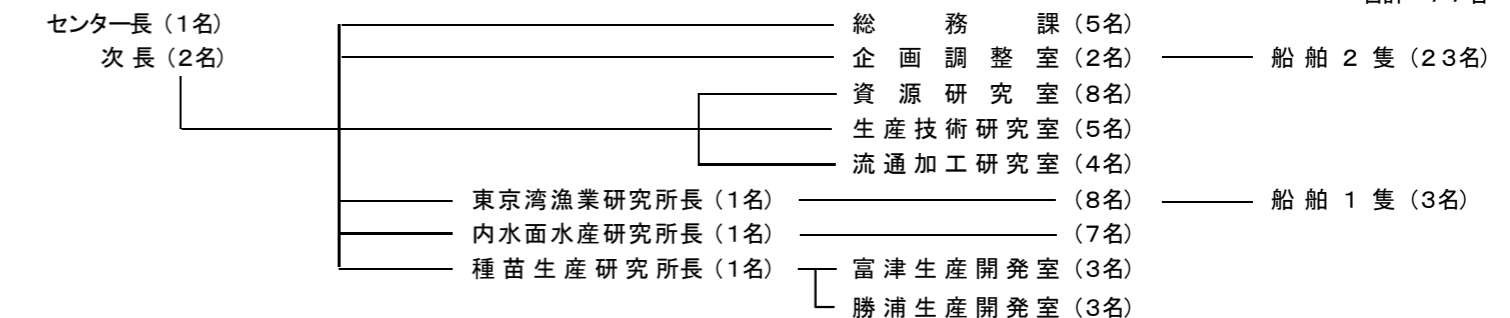 センター長（１名） 総務課（５名）
次 長（２名） 企画調整室（２名） 船 舶 ２ 隻（２３名）
資源研究室（８名）
生産技術研究室（５名）
流通加工研究室（４名）
東京湾漁業研究所長（１名） （８名） 船 舶 １ 隻（３名）
内水面水産研究所長（１名） （７名）
種苗生産研究所長（１名） 富津生産開発室（３名）
勝浦生産開発室（３名）